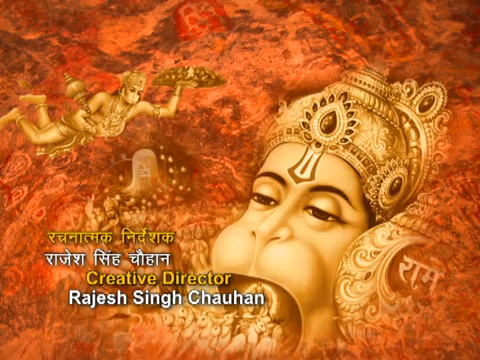 राम
रचनात्मक निर्देशक
राजेश सिंह चौहान
Creative Director
Rajesh Singh Chauhan
राम